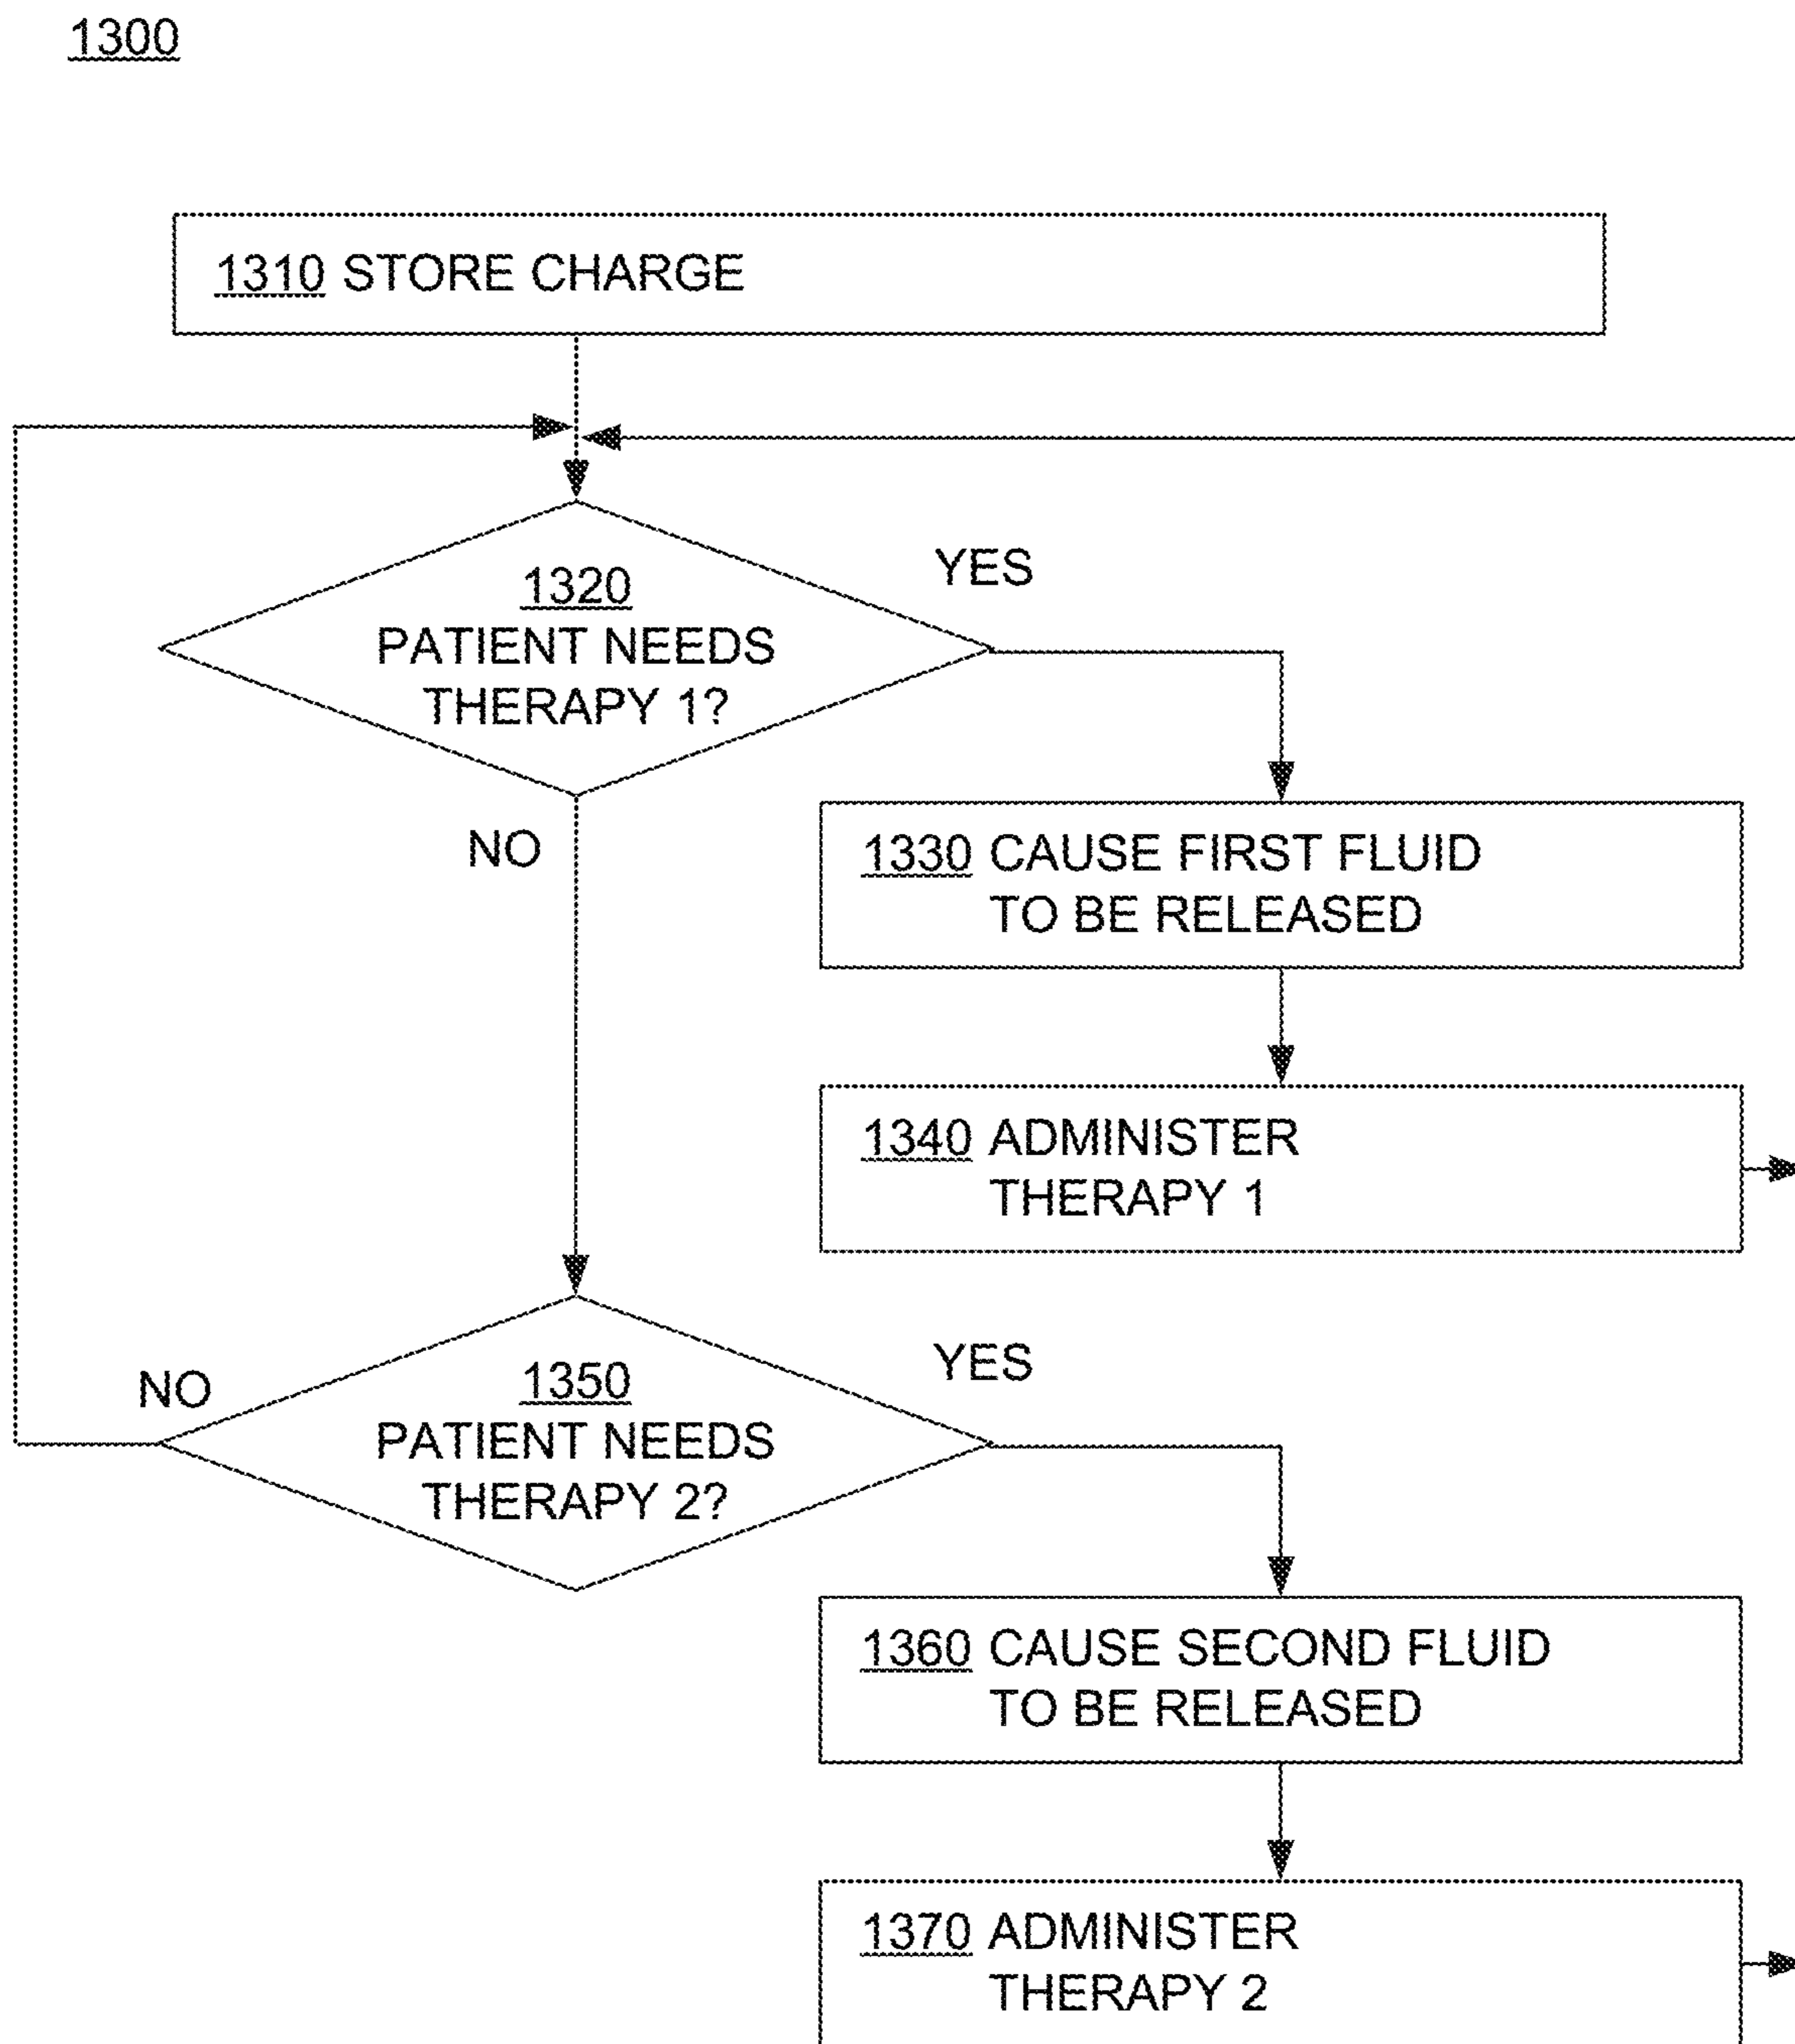 1300
1310 STORE CHARGE
YES
1320
PATIENT NEEDS
THERAPY 1?
NO
1330 CAUSE FIRST FLUID
TO BE RELEASED
1340 ADMINISTER
THERAPY 1
YES
NO
1350
PATIENT NEEDS
THERAPY 2?
1360 CAUSE SECOND FLUID
TO BE RELEASED
1370 ADMINISTER
THERAPY 2